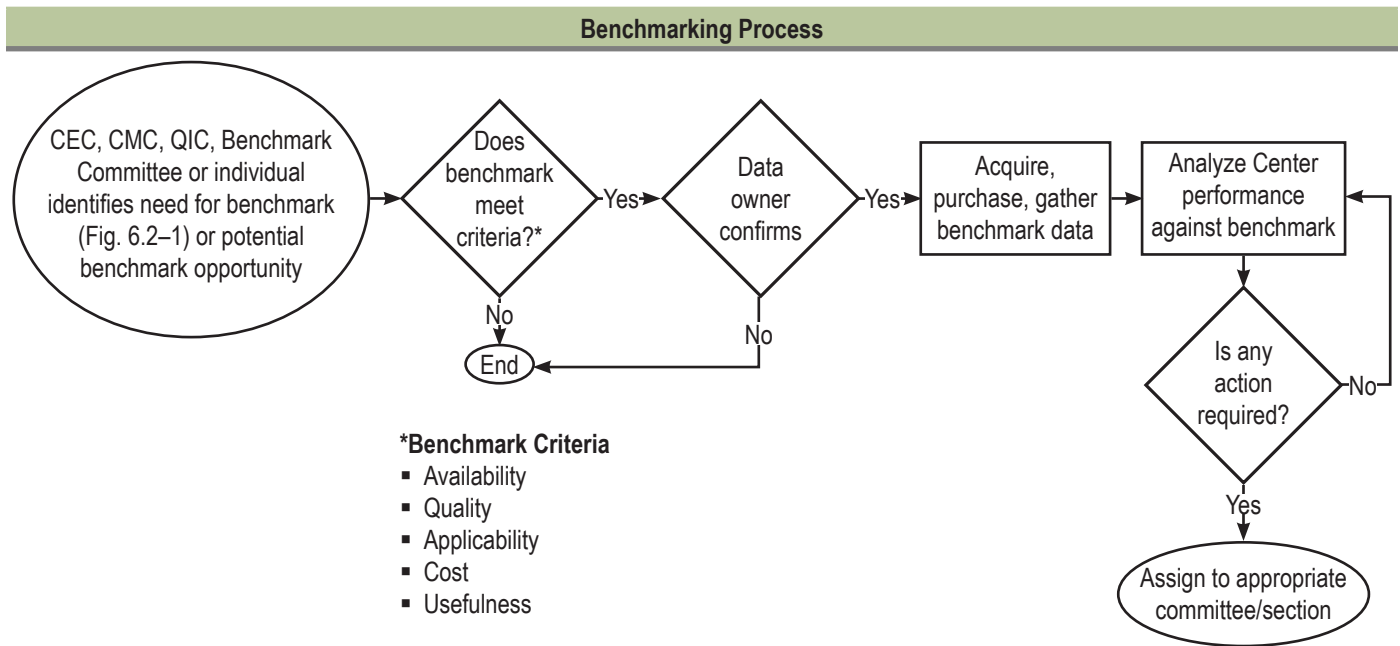 Benchmarking Process
CEC, CMC, QIC, Benchmark
Committee or individual
identifies need for benchmark
(Fig. 6.2–1) or potential
benchmark opportunity
Does
benchmark
meet
criteria?*
Yes
No
End
Data
owner
confirms
Yes
No
Acquire,
purchase, gather
benchmark data
Analyze Center
performance
against benchmark
Is any
action
required?
No
Yes
Assign to appropriate
committee/section
*Benchmark Criteria
▪ Availability
▪ Quality
▪ Applicability
▪ Cost
▪ Usefulness